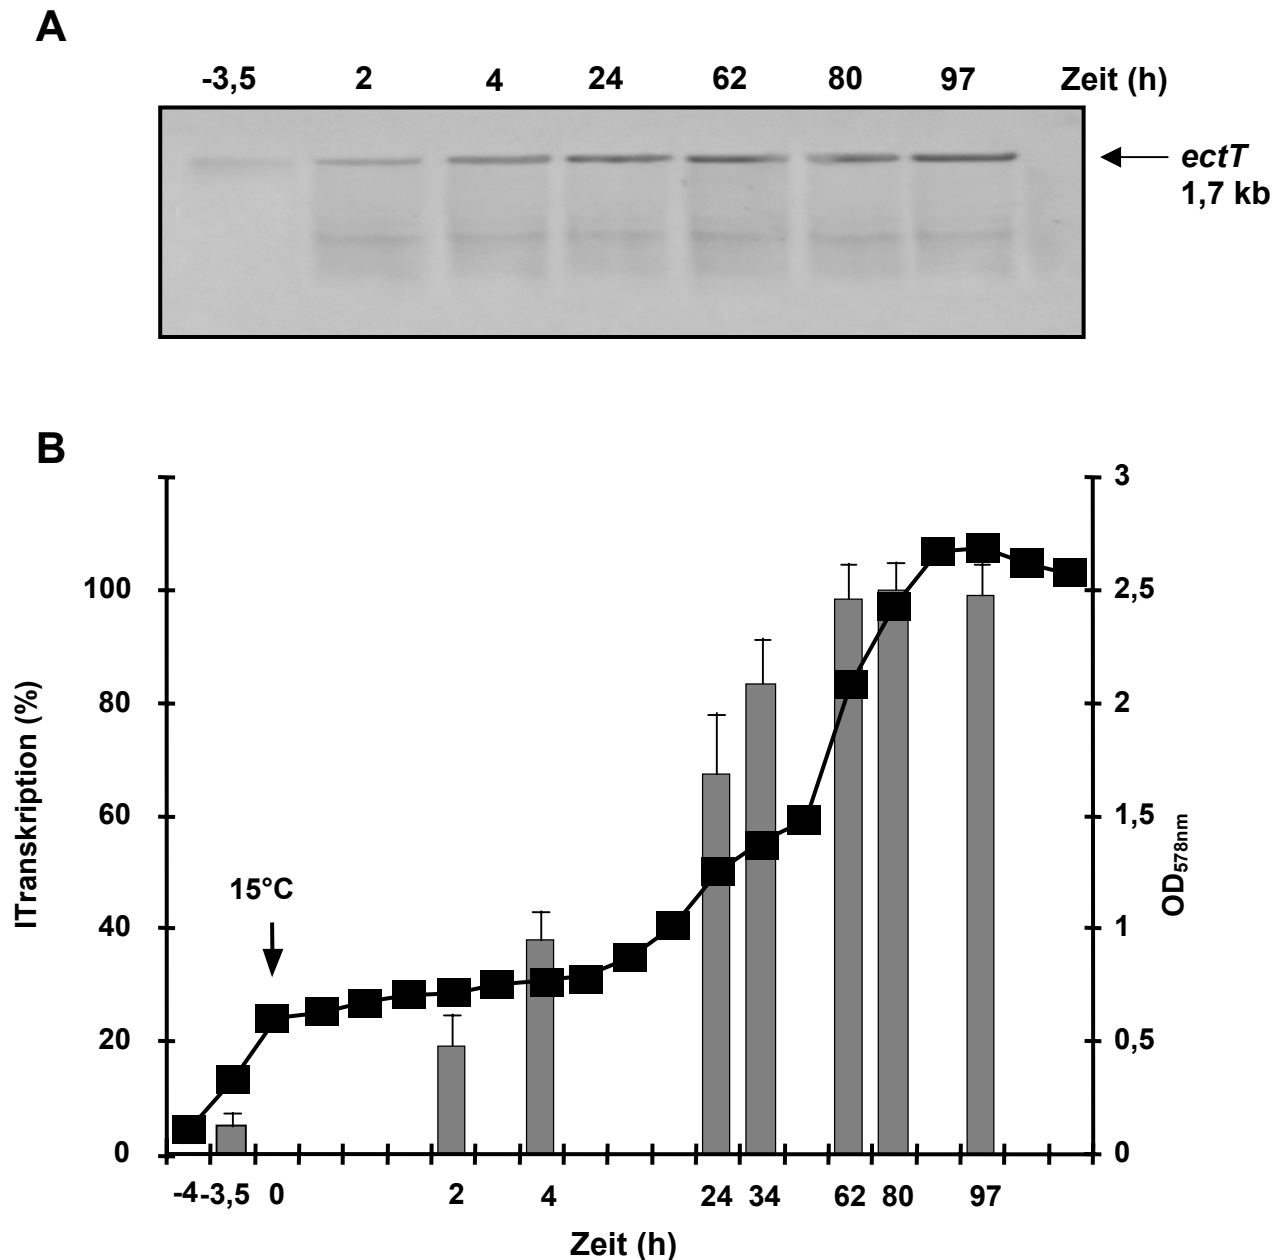 A
-3,5 2 4 24 62 80 97 Zeit (h)
ectT
1,7 kb
B
3
100 2,5
80 2
60 1,5
40 1
20 0,5
0 0
15°C
ITranskription (%)
OD578nm
-4 -3,5 0 2 4 24 34 62 80 97
Zeit (h)